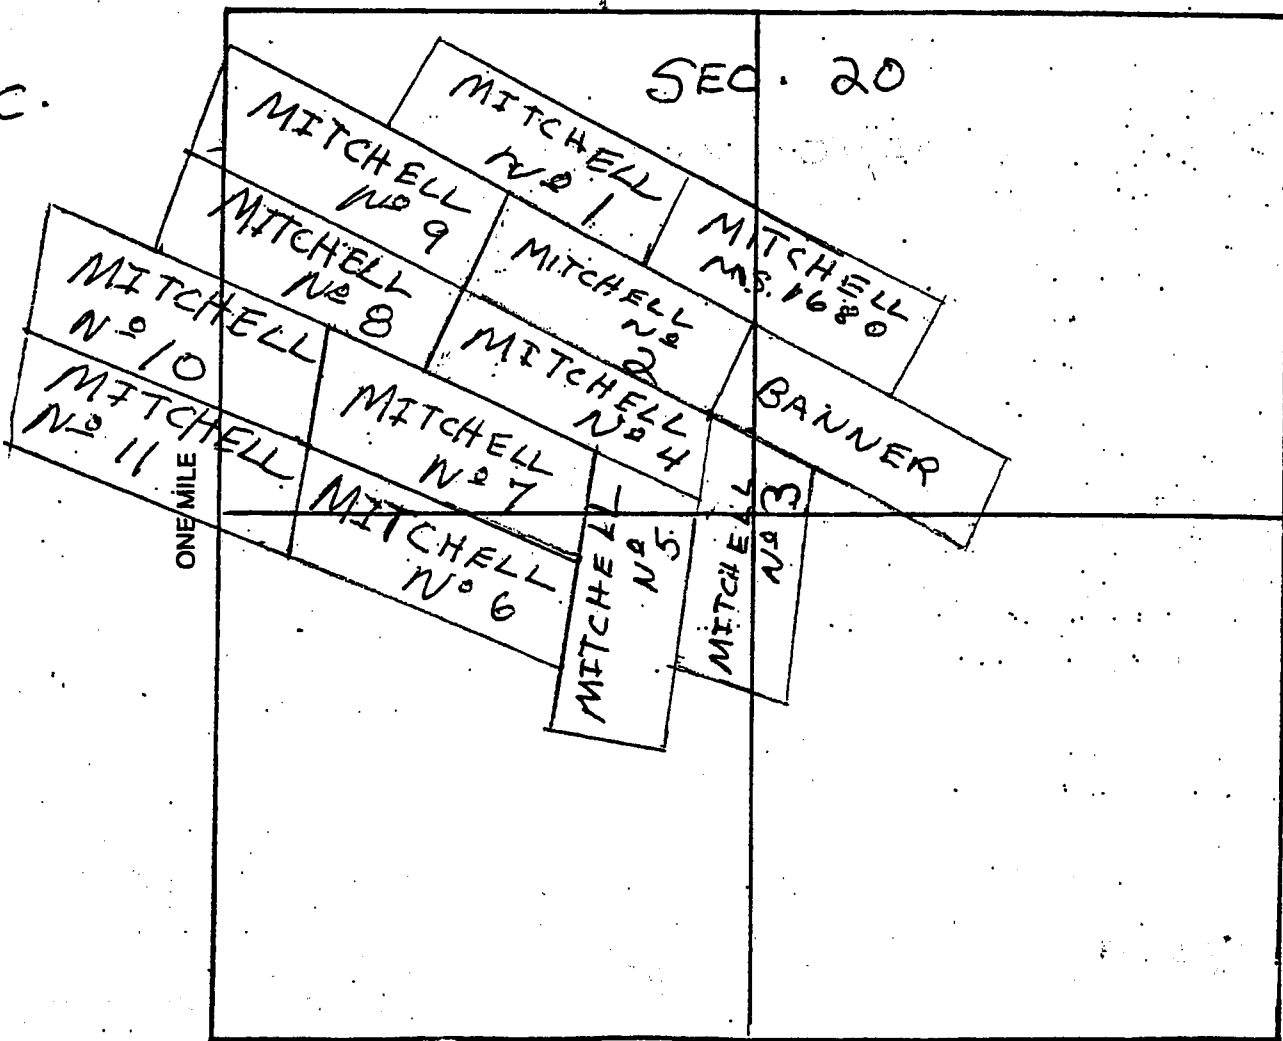 C.
SEC. 20
MITCHELL
Nº 1
MITCHELL
M.S. 1680
MITCHELL
Nº 9
MITCHELL
Nº 2
BANNER
MITCHELL
Nº 8
MITCHELL
Nº 4
MITCHELL
Nº 3
MITCHELL
Nº 10
MITCHELL
Nº 7
MITCHELL
Nº 5
MITCHELL
Nº 11
MITCHELL
Nº 6
ONE MILE